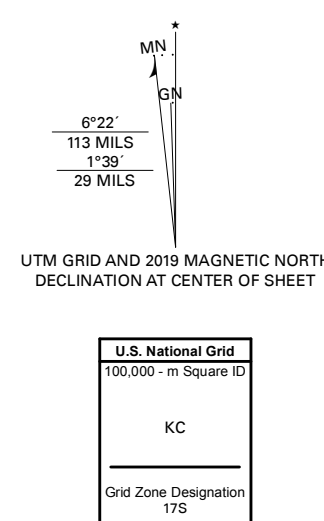 ★
MN
GN
6°22´
113 MILS
1°39´
29 MILS
UTM GRID AND 2019 MAGNETIC NORTH
DECLINATION AT CENTER OF SHEET
U.S. National Grid
100,000 - m Square ID
KC
Grid Zone Designation
17S